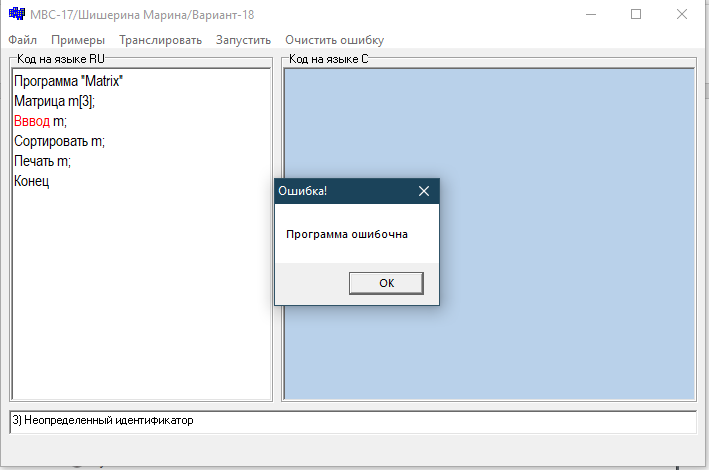 МВС-17/Шишерина Марина/Вариант-18
Файл Примеры Транслировать Запустить Очистить ошибку
Код на языке RU
Программа "Matrix"
Матрица m[3];
Вввод m;
Сортировать m;
Печать m;
Конец
Код на языке C
Ошибка!
Программа ошибочна
OK
3) Неопределенный идентификатор